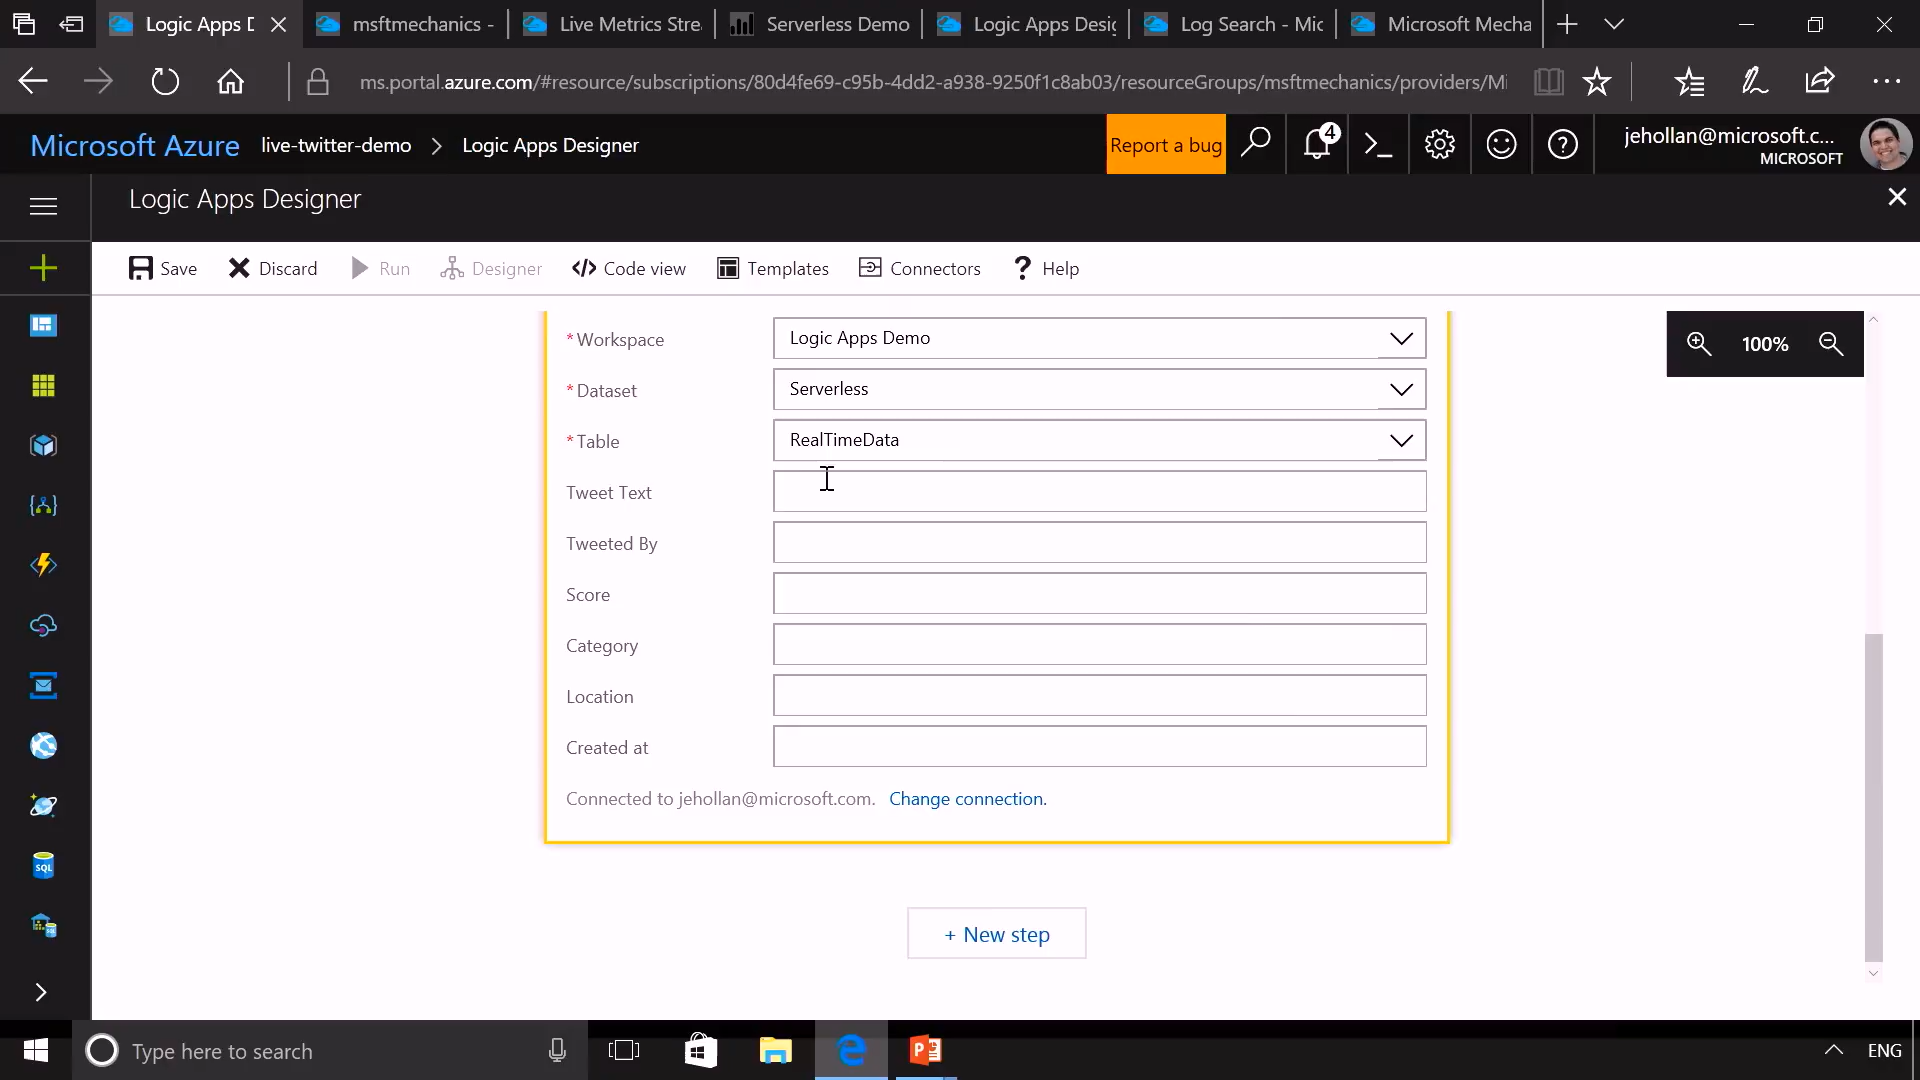 Logic Apps D
msftmechanics -
Live Metrics Stre
Serverless Demo
Logic Apps Desig
Log Search - Mic
Microsoft Mecha
ms.portal.azure.com/#resource/subscriptions/80d4fe69-c95b-4dd2-a938-9250f1c8ab03/resourceGroups/msftmechanics/providers/Mi
Microsoft Azure live-twitter-demo > Logic Apps Designer
Report a bug
4
jehollan@microsoft.c...
MICROSOFT
Logic Apps Designer
Save Discard Run Designer Code view Templates Connectors Help
100%
* Workspace Logic Apps Demo
* Dataset Serverless
* Table RealTimeData
Tweet Text
Tweeted By
Score
Category
Location
Created at
Connected to jehollan@microsoft.com. Change connection.
+ New step
SQL
Type here to search
ENG